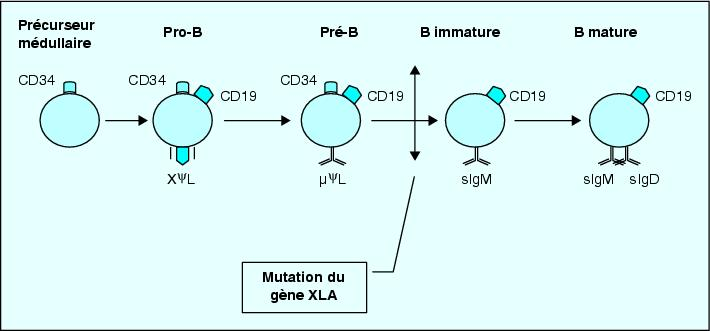 Précurseur
médullaire
Pro-B
Pré-B
B immature
B mature
CD34
CD34
CD19
CD34
CD19
CD19
CD19
XΨL
μΨL
sIgM
sIgM
sIgD
Mutation du
gène XLA